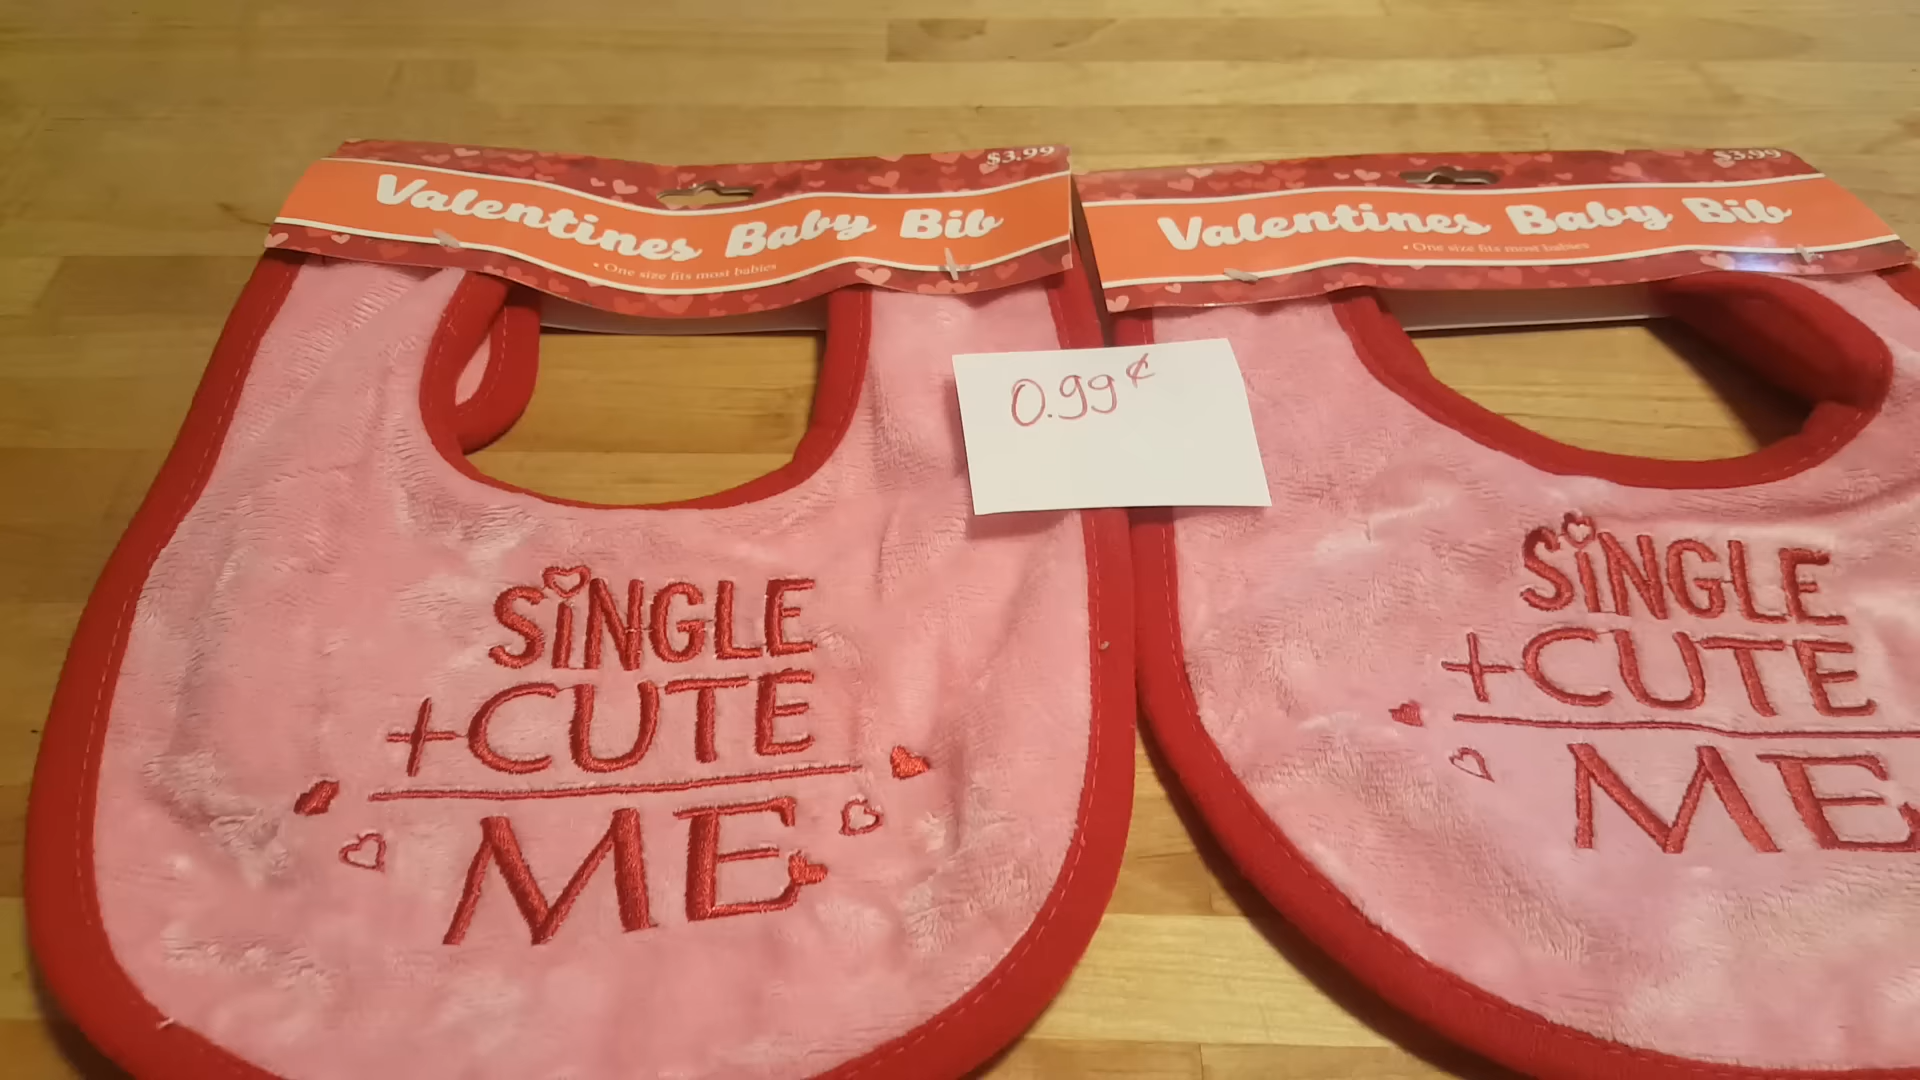 $3.99
Valentines Baby Bib
• One size fits most babies
$3.99
Valentines Baby Bib
• One size fits most babies
0.99¢
SiNGLE
+CUTE
ME
SiNGLE
+CUTE
ME